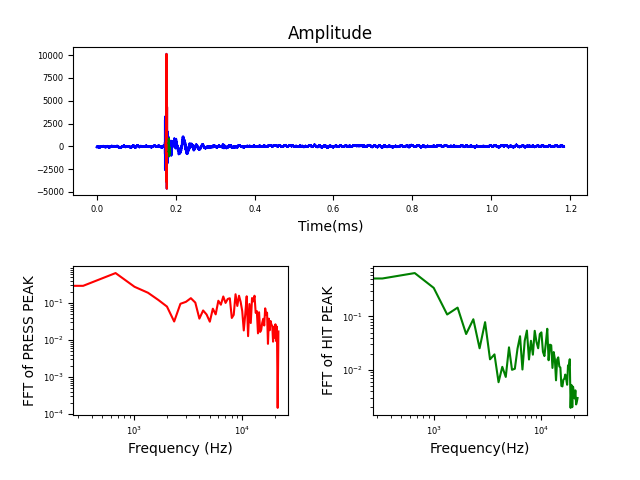 Amplitude
10000
7500
5000
2500
0
−2500
−5000
0.0 0.2 0.4 0.6 0.8 1.0 1.2
Time(ms)
FFT of PRESS PEAK
10⁻¹
10⁻²
10⁻³
10⁻⁴
10³ 10⁴
Frequency (Hz)
FFT of HIT PEAK
10⁻¹
10⁻²
10³ 10⁴
Frequency(Hz)